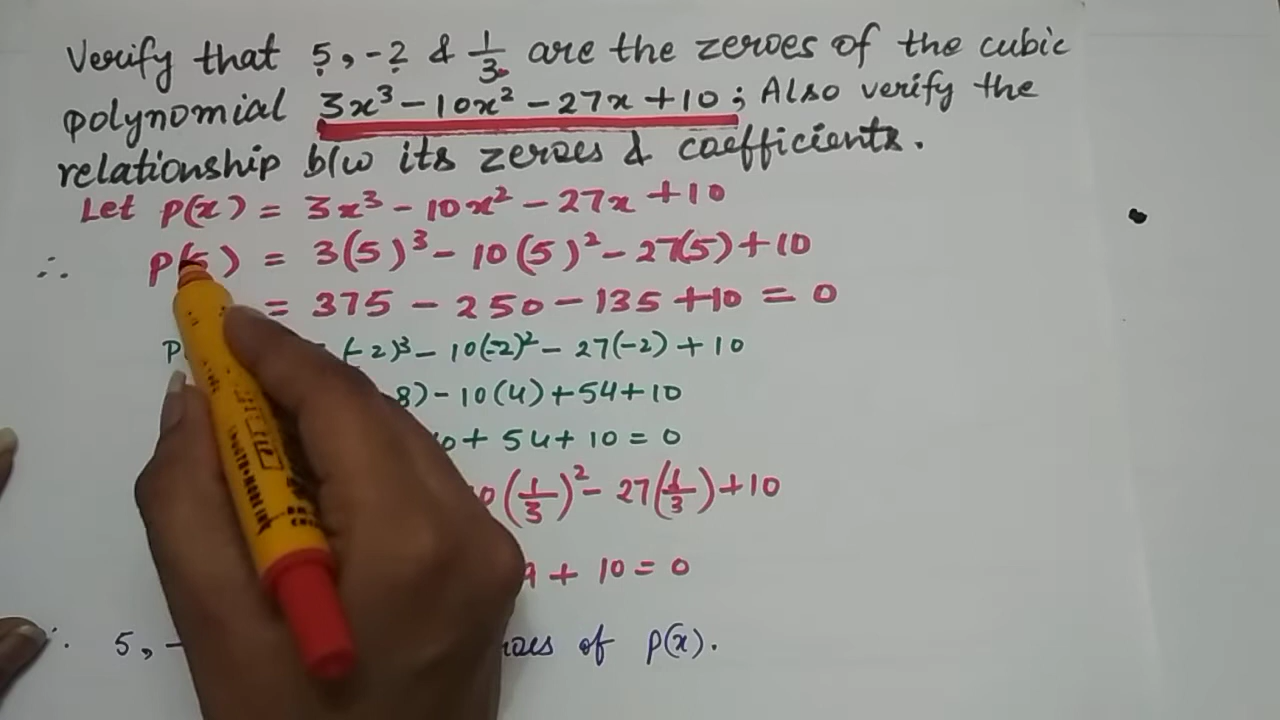 Verify that 5, -2 & 1/3 are the zeroes of the cubic
polynomial 3x³ - 10x² - 27x + 10; Also verify the
relationship b/w its zeroes & coefficients.
Let p(x) = 3x³ - 10x² - 27x + 10
∴ p(5) = 3(5)³ - 10(5)² - 27(5) + 10
= 375 - 250 - 135 + 10 = 0
P (-2)³ - 10(-2)² - 27(-2) + 10
8) - 10(4) + 54 + 10
+ 54 + 10 = 0
(1/3)² - 27(1/3) + 10
+ 10 = 0
∴ 5, - zeroes of p(x).